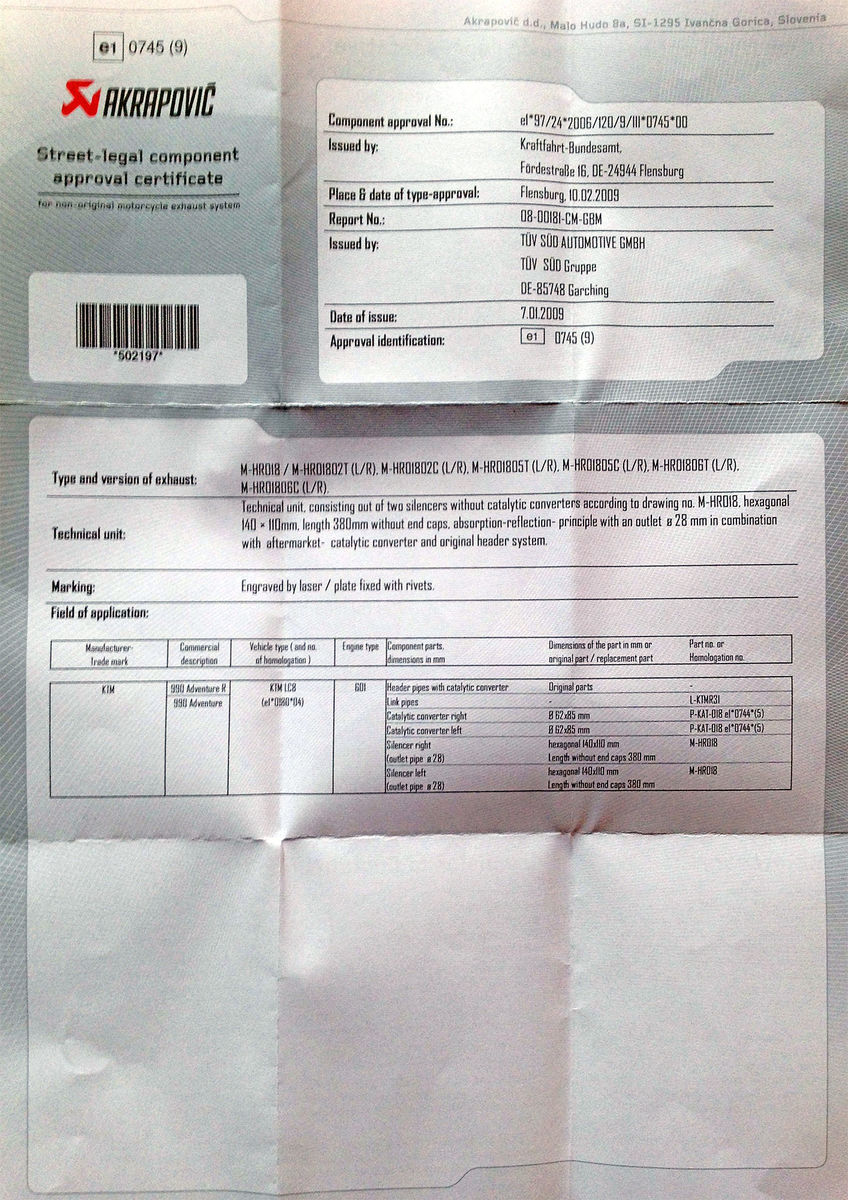 Akrapovič d.d., Malo Hudo 8a, SI-1295 Ivančna Gorica, Slovenia
e1 0745 (9)
AKRAPOVIČ
Street-legal component
approval certificate
for non-original motorcycle exhaust system
*502197*
Component approval No.: e1*97/24*2006/120/9/III*0745*00
Issued by: Kraftfahrt-Bundesamt,
Fördestraße 16, DE-24944 Flensburg
Place & date of type-approval: Flensburg, 10.02.2009
Report No.: 08-00181-CM-GBM
Issued by: TÜV SÜD AUTOMOTIVE GMBH
TÜV SÜD Gruppe
DE-85748 Garching
Date of issue: 7.01.2009
Approval identification: e1 0745 (9)
Type and version of exhaust: M-HR018 / M-HR01802T (L/R), M-HR01802C (L/R), M-HR01805T (L/R), M-HR01805C (L/R), M-HR01806T (L/R),
M-HR01806C (L/R),
Technical unit: Technical unit, consisting out of two silencers without catalytic converters according to drawing no. M-HR018, hexagonal
140 × 110mm, length 380mm without end caps, absorption-reflection- principle with an outlet ø 28 mm in combination
with aftermarket- catalytic converter and original header system.
Marking: Engraved by laser / plate fixed with rivets.
Field of application:
Manufacturer- Commercial Vehicle type ( and no. Engine type Component parts, Dimensions of the part in mm or Part no. or
Trade mark description of homologation ) dimensions in mm original part / replacement part Homologation no.
KTM 990 Adventure R KTM LC8 601 Header pipes with catalytic converter Original parts -
990 Adventure (e1*0180*04) Link pipes - L-KTMR31
Catalytic converter right Ø 62x85 mm P-KAT-018 e1*0744*(5)
Catalytic converter left Ø 62x85 mm P-KAT-018 e1*0744*(5)
Silencer right hexagonal 140x110 mm M-HR018
(outlet pipe ø 28) Length without end caps 380 mm
Silencer left hexagonal 140x110 mm M-HR018
(outlet pipe ø 28) Length without end caps 380 mm